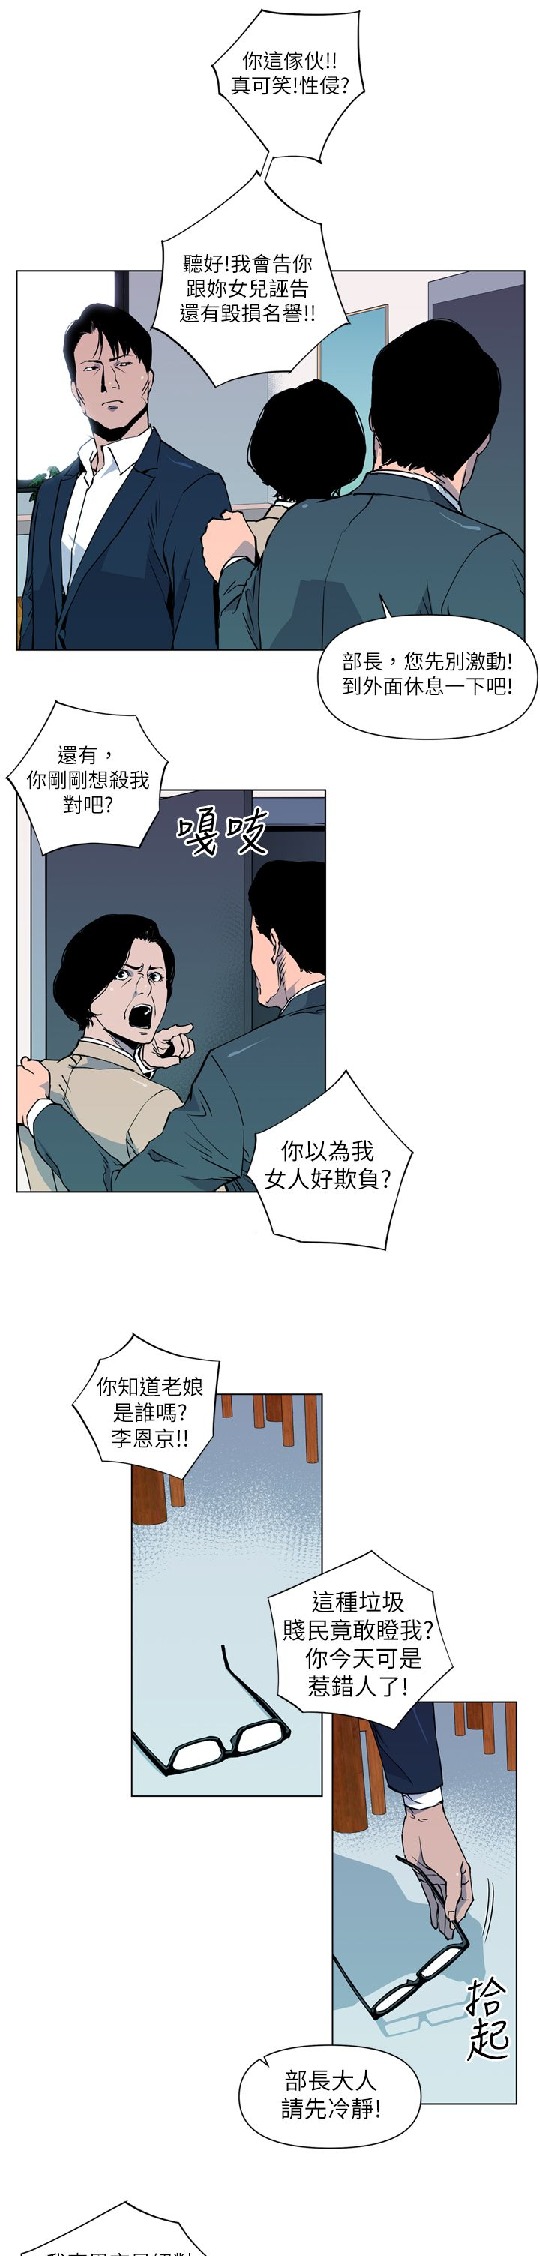 你這傢伙!!
真可笑!性侵?
聽好!我會告你
跟妳女兒誣告
還有毀損名譽!!
部長，您先別激動!
到外面休息一下吧!
還有，
你剛剛想殺我
對吧?
嘎吱
你以為我
女人好欺負?
你知道老娘
是誰嗎?
李恩京!!
這種垃圾
賤民竟敢瞪我?
你今天可是
惹錯人了!
拾起
部長大人
請先冷靜!